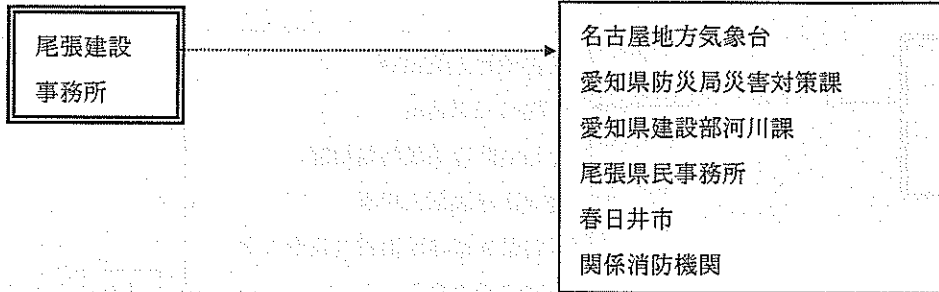 尾張建設
事務所
名古屋地方気象台
愛知県防災局災害対策課
愛知県建設部河川課
尾張県民事務所
春日井市
関係消防機関